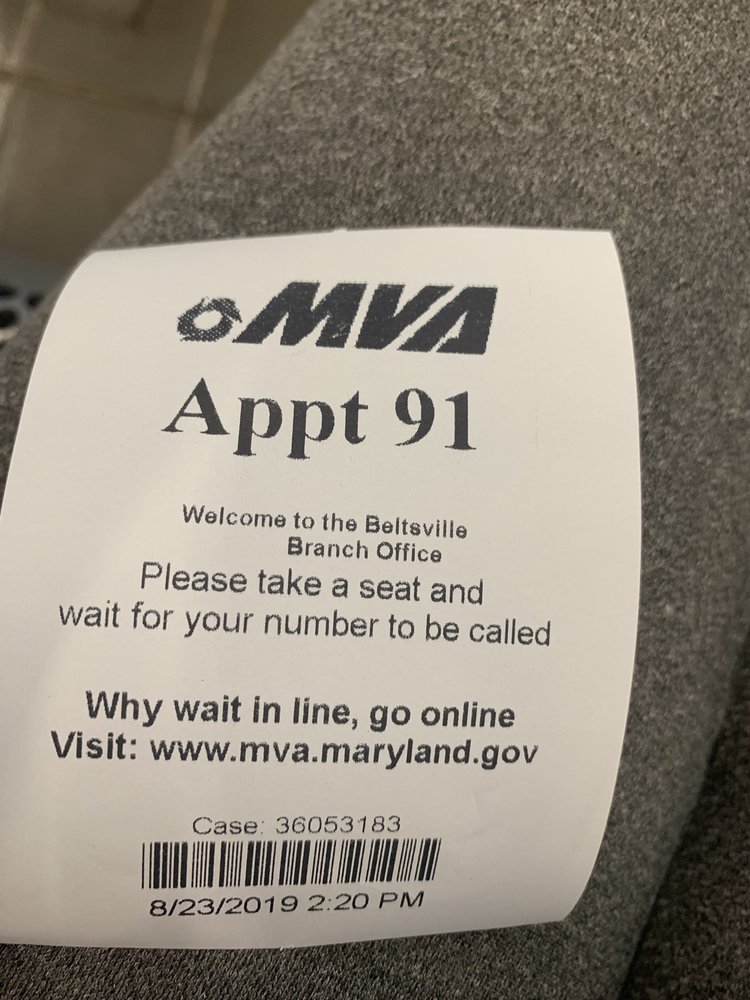 MVA
Appt 91
Welcome to the Beltsville
Branch Office
Please take a seat and
wait for your number to be called
Why wait in line, go online
Visit: www.mva.maryland.gov
Case: 36053183
8/23/2019 2:20 PM